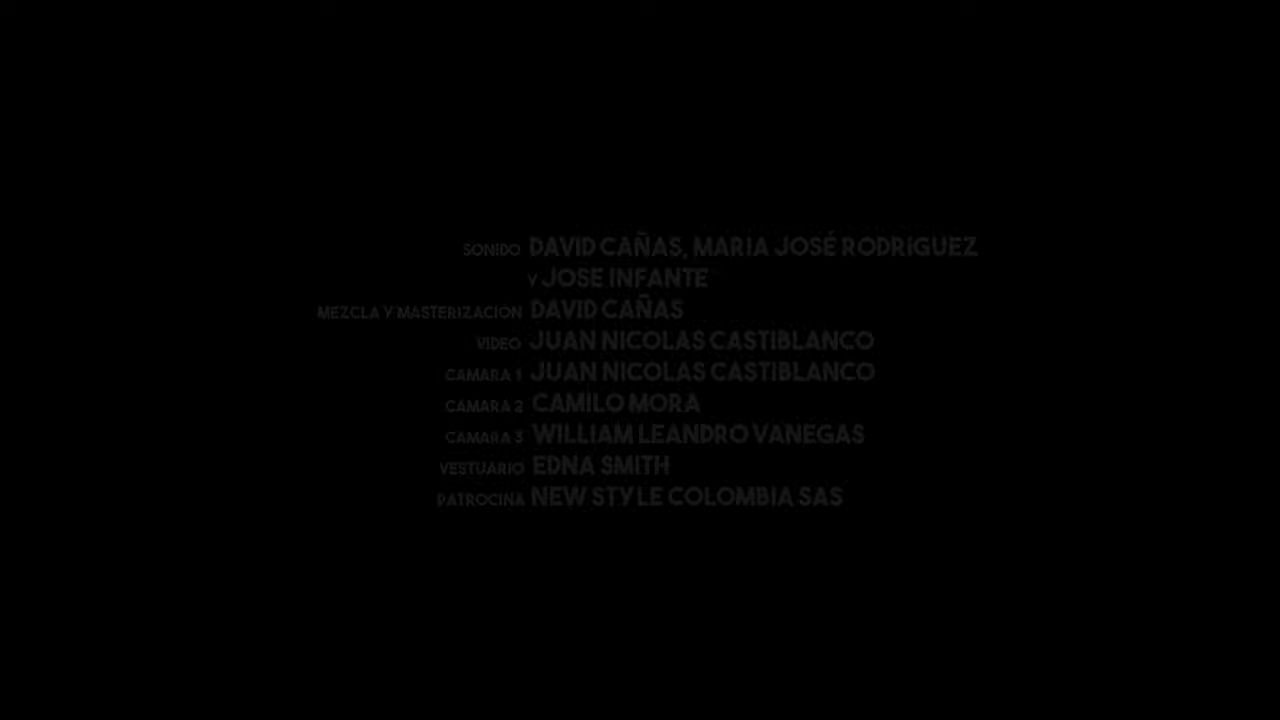 SONIDO DAVID CAÑAS, MARIA JOSÉ RODRIGUEZ
Y JOSE INFANTE
MEZCLA Y MASTERIZACIÓN DAVID CAÑAS
VIDEO JUAN NICOLAS CASTIBLANCO
CAMARA 1 JUAN NICOLAS CASTIBLANCO
CAMARA 2 CAMILO MORA
CAMARA 3 WILLIAM LEANDRO VANEGAS
VESTUARIO EDNA SMITH
PATROCINA NEW STYLE COLOMBIA SAS